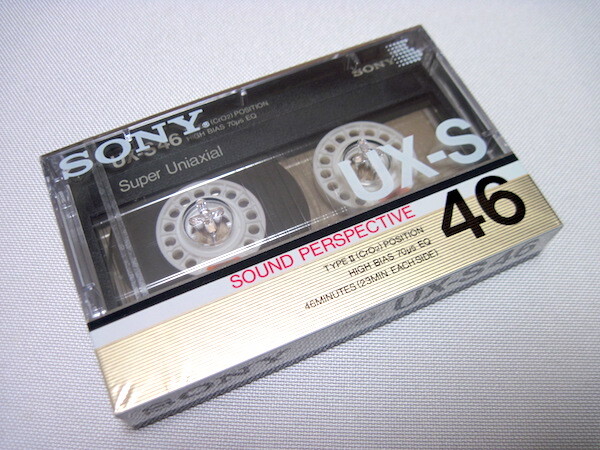 SONY
SONY®
UX-S46
(CrO2) POSITION
HIGH BIAS 70μs EQ
Super Uniaxial
UX-S
SOUND PERSPECTIVE
46
TYPE II (CrO2) POSITION
HIGH BIAS 70μs EQ
46MINUTES (23MIN. EACH SIDE)
SONY
UX-S 46